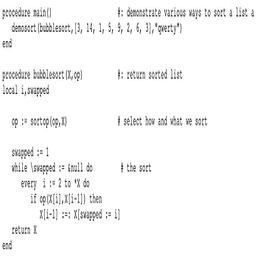 procedure main() #: demonstrate various ways to sort a list a
demosort(bubblesort,[3, 14, 1, 5, 9, 2, 6, 3],"qwerty")
end
procedure bubblesort(X,op) #: return sorted list
local i,swapped
op := sortop(op,X) # select how and what we sort
swapped := 1
while \swapped := &null do # the sort
every i := 2 to *X do
if op(X[i],X[i-1]) then
X[i-1] :=: X[swapped := i]
return X
end